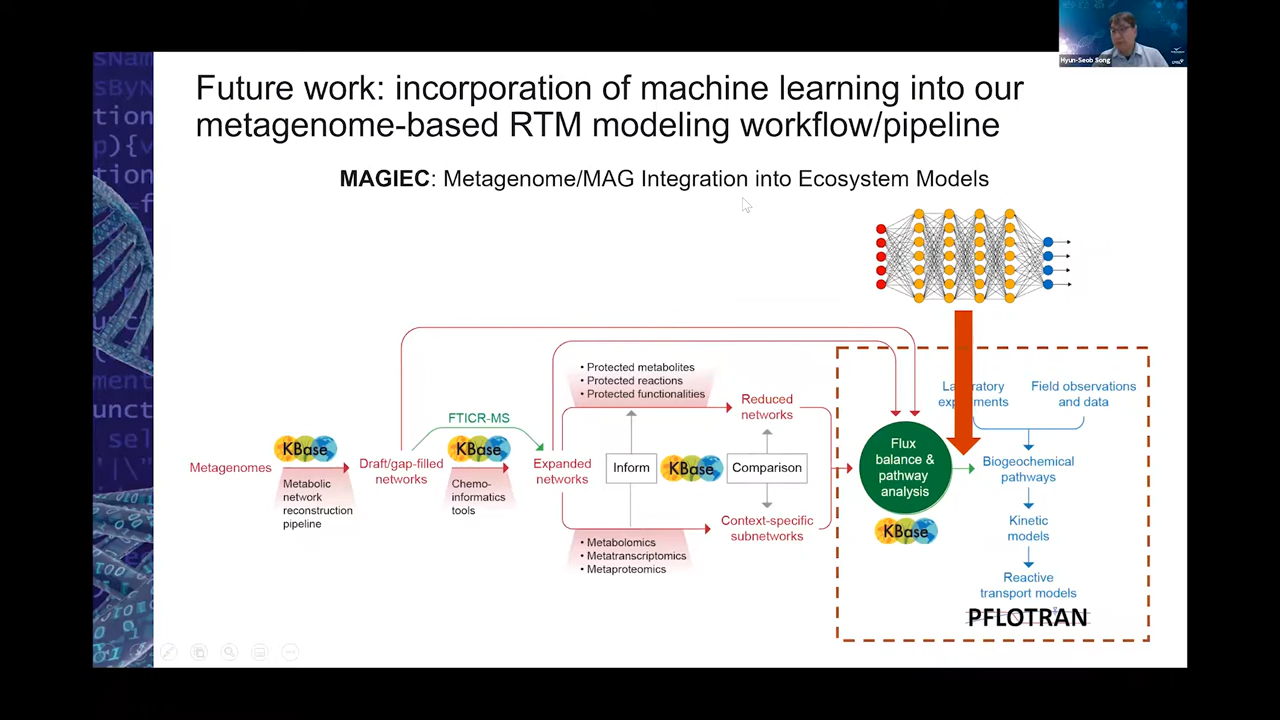 Hyun-Seob Song
Future work: incorporation of machine learning into our
metagenome-based RTM modeling workflow/pipeline
MAGIEC: Metagenome/MAG Integration into Ecosystem Models
• Protected metabolites
• Protected reactions
• Protected functionalities
Reduced
networks
FTICR-MS
KBase
KBase
Metagenomes
Draft/gap-filled
networks
Expanded
networks
Inform
KBase
Comparison
Metabolic
network
reconstruction
pipeline
Chemo-
informatics
tools
Context-specific
subnetworks
• Metabolomics
• Metatranscriptomics
• Metaproteomics
Flux
balance &
pathway
analysis
KBase
Field observations
and data
Biogeochemical
pathways
Kinetic
models
Reactive
transport models
PFLOTRAN